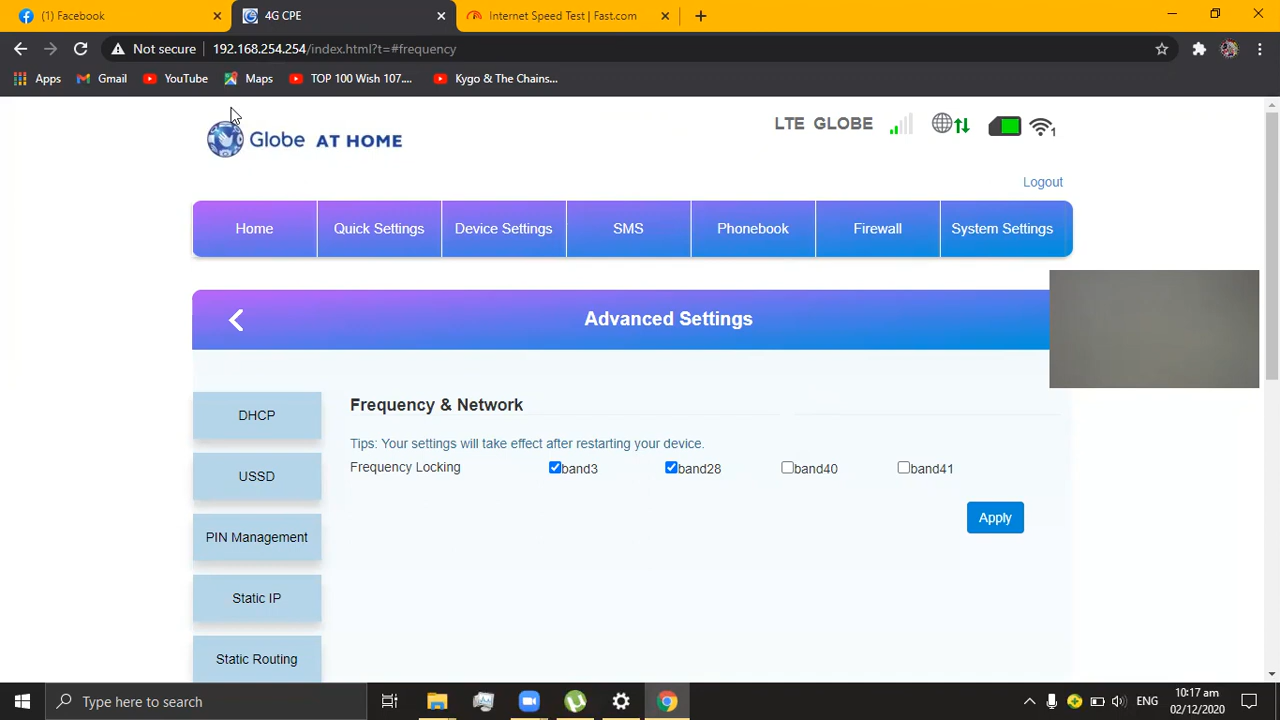 (1) Facebook
4G CPE
Internet Speed Test | Fast.com
Not secure
192.168.254.254/index.html?t=#frequency
Apps
Gmail
YouTube
Maps
TOP 100 Wish 107....
Kygo & The Chains...
Globe AT HOME
LTE GLOBE
1
Logout
Home
Quick Settings
Device Settings
SMS
Phonebook
Firewall
System Settings
Advanced Settings
DHCP
USSD
PIN Management
Static IP
Static Routing
Frequency & Network
Tips: Your settings will take effect after restarting your device.
Frequency Locking band3 band28 band40 band41
Apply
Type here to search
ENG
10:17 am
02/12/2020